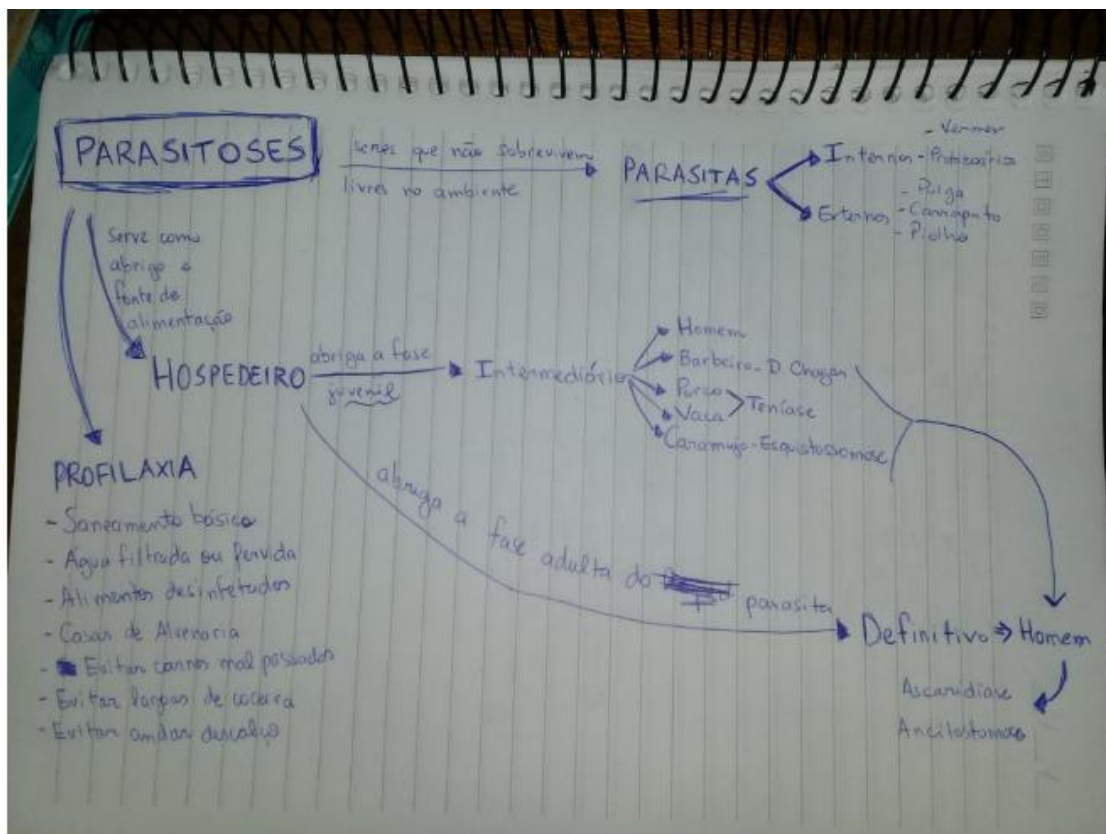 PARASITOSES
seres que não sobrevivem
livres no ambiente
PARASITAS
- Vermes
Internos - Protozoários
- Pulga
Externos - Carrapato
- Piolho
Serve como
abrigo e
fonte de
alimentação
HOSPEDEIRO
abriga a fase
juvenil
Intermediários
Homem
Barbeiro - D. Chagas
Porco
Vaca
Teníase
Caramujo - Esquistossomose
abriga a fase adulta do parasita
Definitivo → Homem
Ascaridíase
Ancilostomose
PROFILAXIA
- Saneamento básico
- Água filtrada ou fervida
- Alimentos desinfetados
- Casas de Alvenaria
- Evitar carnes mal passadas
- Evitar lagoas de coceira
- Evitar andar descalço